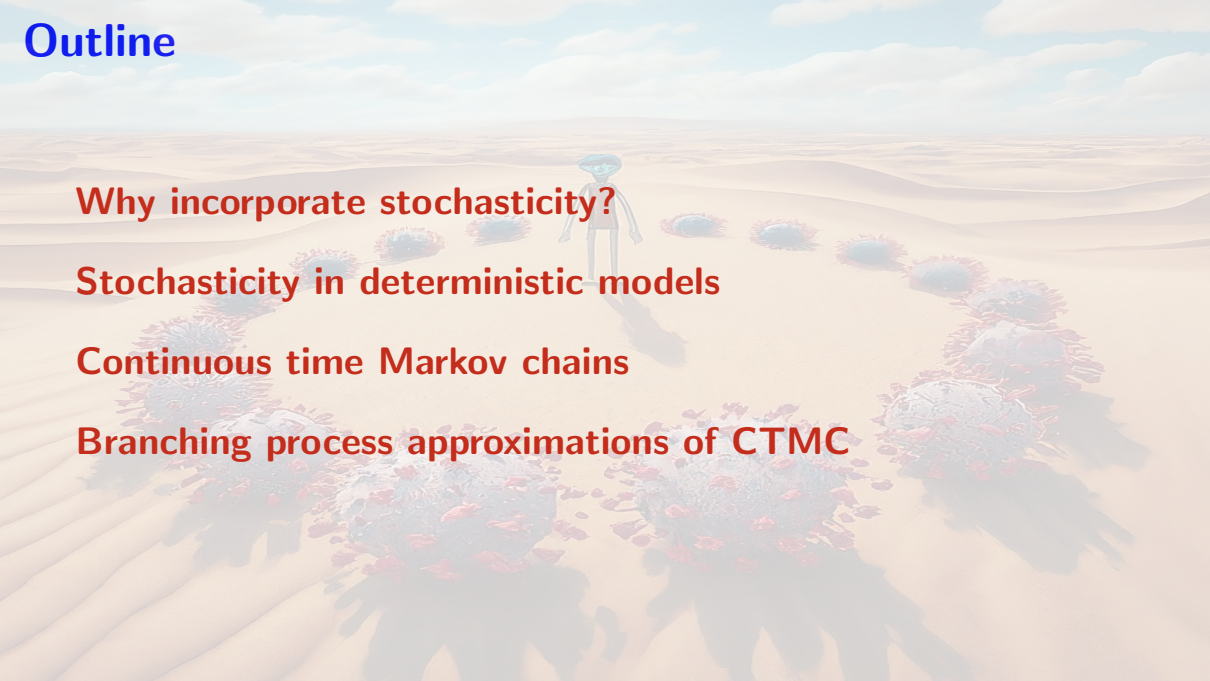 Outline
Why incorporate stochasticity?
Stochasticity in deterministic models
Continuous time Markov chains
Branching process approximations of CTMC